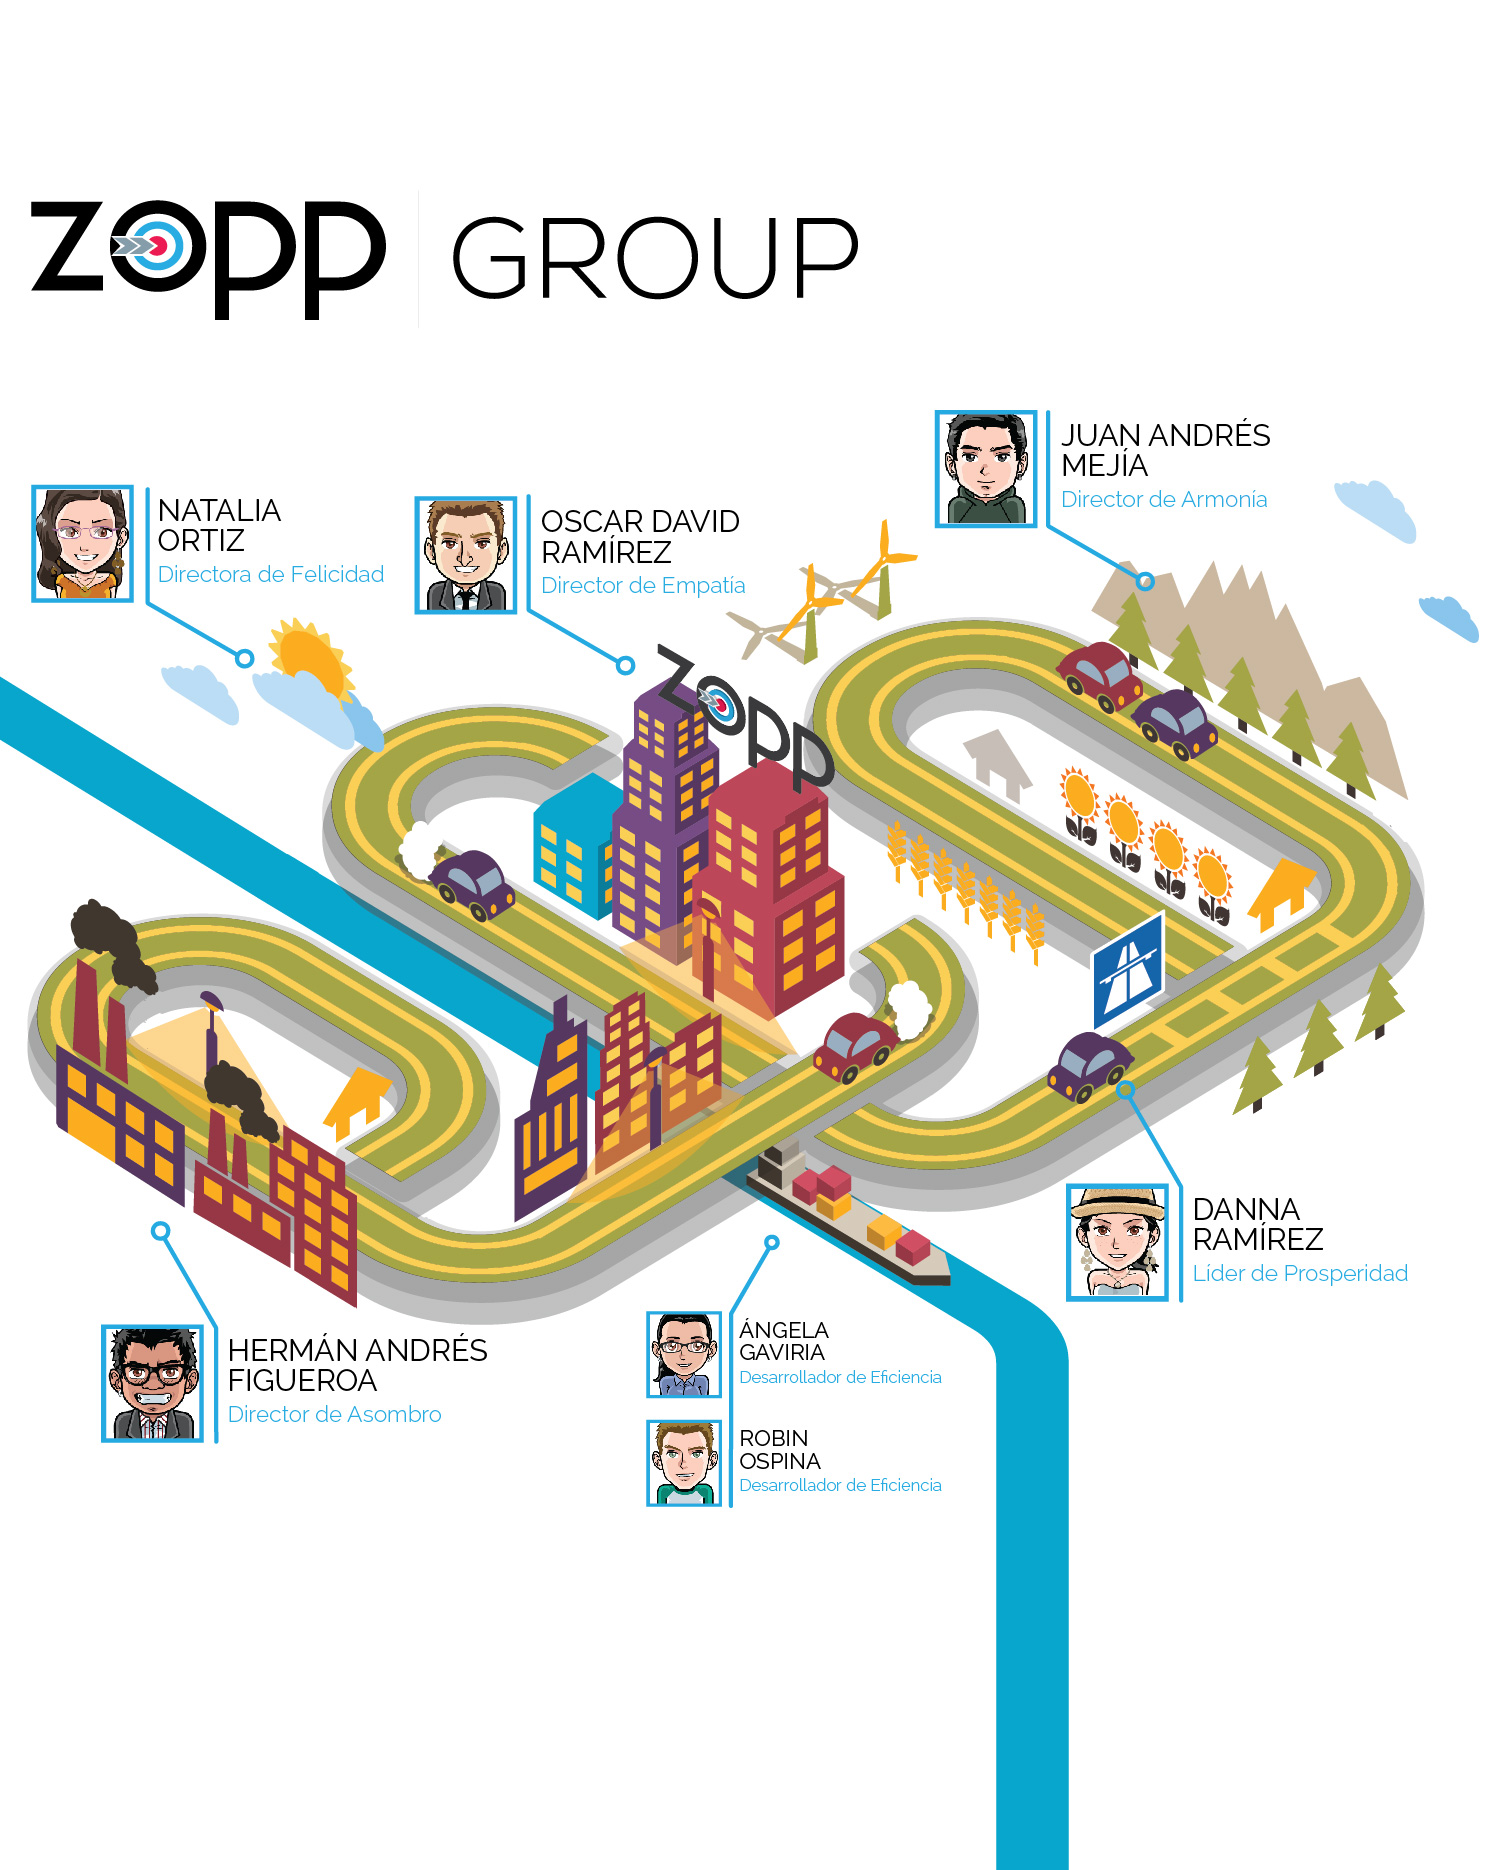 ZOPP GROUP
JUAN ANDRÉS
MEJÍA
Director de Armonía
NATALIA
ORTIZ
Directora de Felicidad
OSCAR DAVID
RAMÍREZ
Director de Empatía
ZOPP
DANNA
RAMÍREZ
Líder de Prosperidad
HERMÁN ANDRÉS
FIGUEROA
Director de Asombro
ÁNGELA
GAVIRIA
Desarrollador de Eficiencia
ROBIN
OSPINA
Desarrollador de Eficiencia